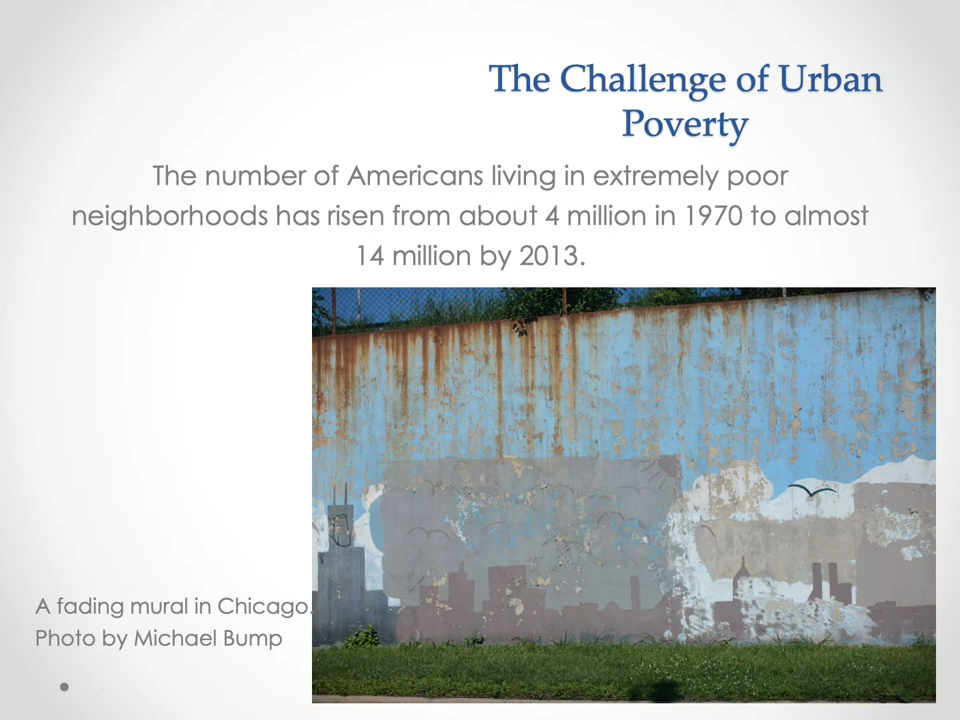 The Challenge of Urban
Poverty
The number of Americans living in extremely poor
neighborhoods has risen from about 4 million in 1970 to almost
14 million by 2013.
A fading mural in Chicago.
Photo by Michael Bump